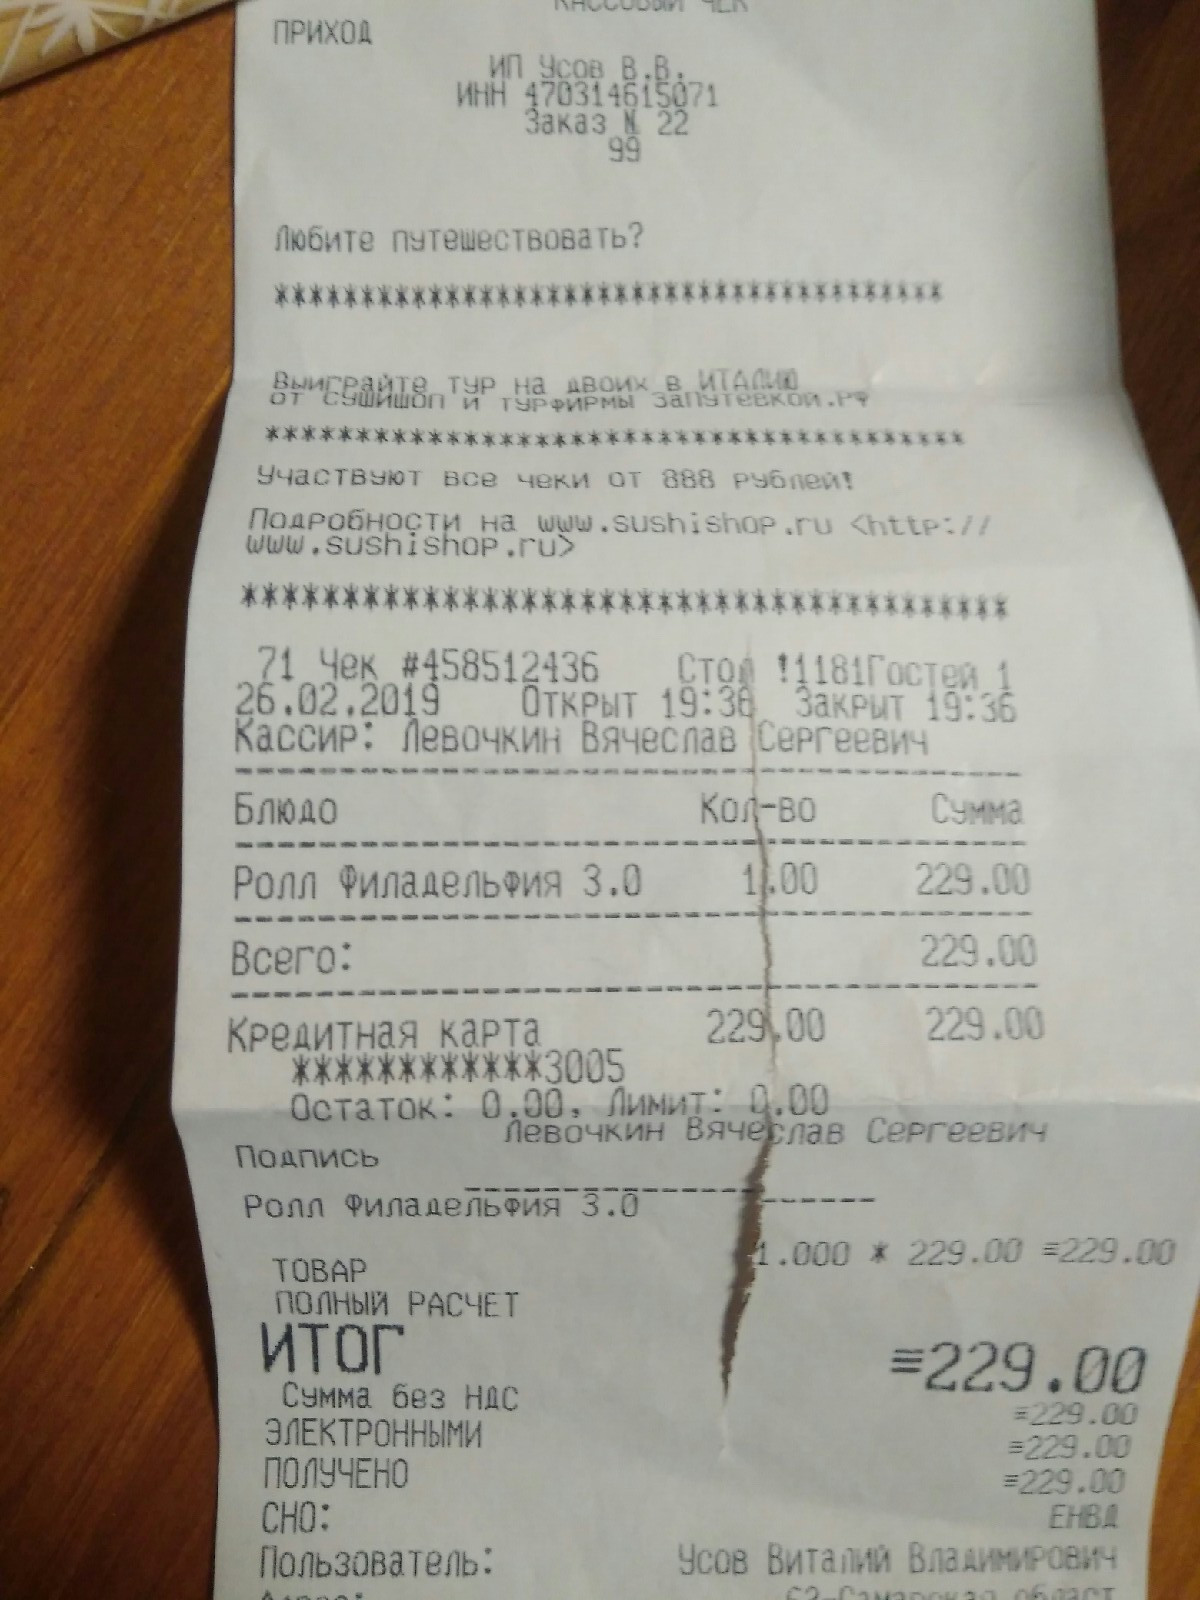 КАССОВЫЙ ЧЕК
ПРИХОД
ИП Усов В.В.
ИНН 470314615071
Заказ № 22
99
Любите путешествовать?
***************************************
Выиграйте тур на двоих в ИТАЛИЮ
от СУШИШОП и турфирмы ЗАПУТЕВКОЙ.РФ
***************************************
Участвуют все чеки от 888 рублей!
Подробности на www.sushishop.ru <http://
www.sushishop.ru>
***************************************
71 Чек #458512436 Стол !1181Гостей 1
26.02.2019 Открыт 19:36 Закрыт 19:36
Кассир: Левочкин Вячеслав Сергеевич
Блюдо Кол-во Сумма
Ролл Филадельфия 3.0 1.00 229.00
Всего: 229.00
Кредитная карта 229.00 229.00
************3005
Остаток: 0.00, Лимит: 0.00
Левочкин Вячеслав Сергеевич
Подпись
Ролл Филадельфия 3.0
1.000 * 229.00 ≡229.00
ТОВАР
ПОЛНЫЙ РАСЧЕТ
ИТОГ ≡229.00
Сумма без НДС ≡229.00
ЭЛЕКТРОННЫМИ ≡229.00
ПОЛУЧЕНО ≡229.00
СНО: ЕНВД
Пользователь: Усов Виталий Владимирович
Адрес: 63-Самарская област